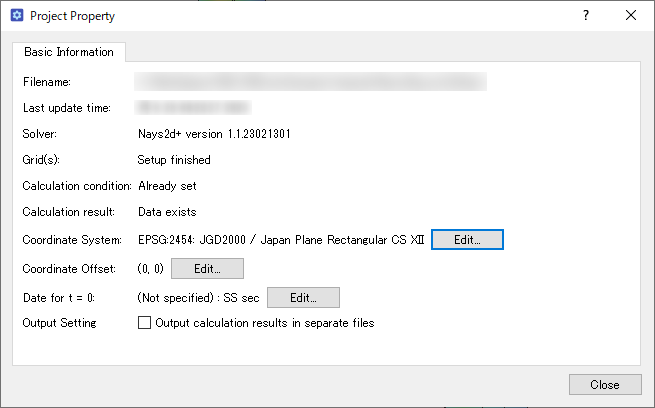 Project Property
Basic Information
Filename:
Last update time:
Solver: Nays2d+ version 1.1.23021301
Grid(s): Setup finished
Calculation condition: Already set
Calculation result: Data exists
Coordinate System: EPSG:2454: JGD2000 / Japan Plane Rectangular CS XII Edit...
Coordinate Offset: (0, 0) Edit...
Date for t = 0: (Not specified) : SS sec Edit...
Output Setting Output calculation results in separate files
Close